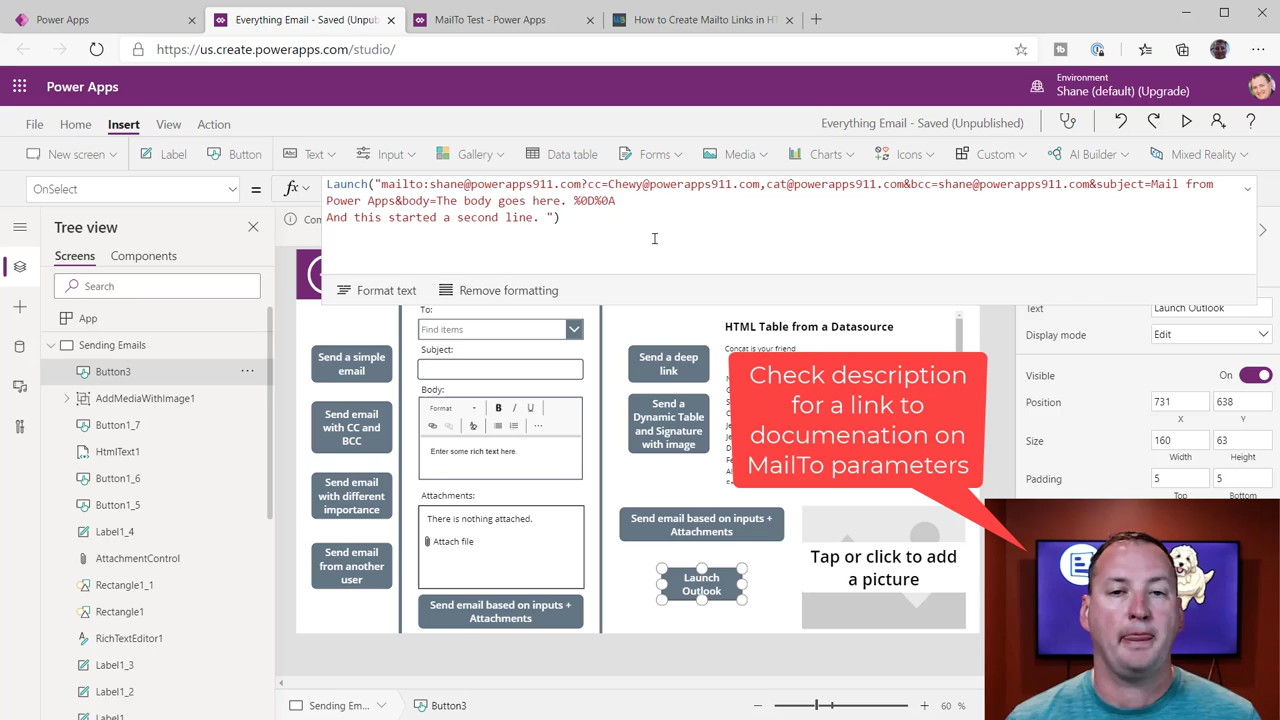 Power Apps
Everything Email - Saved (Unpub
MailTo Test - Power Apps
How to Create Mailto Links in HT
https://us.create.powerapps.com/studio/
Power Apps
Environment
Shane (default) (Upgrade)
File Home Insert View Action
Everything Email - Saved (Unpublished)
New screen Label Button Text Input Gallery Data table Forms Media Charts Icons Custom AI Builder Mixed Reality
OnSelect = fx
Launch("mailto:shane@powerapps911.com?cc=Chewy@powerapps911.com,cat@powerapps911.com&bcc=shane@powerapps911.com&subject=Mail from
Power Apps&body=The body goes here. %0D%0A
And this started a second line. ")
Format text Remove formatting
Tree view
Screens Components
Search
App
Sending Emails
Button3
AddMediaWithImage1
Button1_7
HtmlText1
Button1_6
Button1_5
Label1_4
AttachmentControl
Rectangle1_1
Rectangle1
RichTextEditor1
Label1_3
Label1_2
Label1
Com
Send a simple
email
Send email
with CC and
BCC
Send email
with different
importance
Send email
from another
user
To:
Find items
Subject:
Body:
Format B I U
Enter some rich text here.
Attachments:
There is nothing attached.
Attach file
Send email based on inputs +
Attachments
Send a deep
link
Send a
Dynamic Table
and Signature
with image
HTML Table from a Datasource
Concat is your friend
Send email based on inputs +
Attachments
Launch
Outlook
Tap or click to add
a picture
Check description
for a link to
documenation on
MailTo parameters
Text Launch Outlook
Display mode Edit
Visible On
Position 731 638
X Y
Size 160 63
Width Height
Padding 5 5
Top Bottom
Sending Em... Button3
60 %